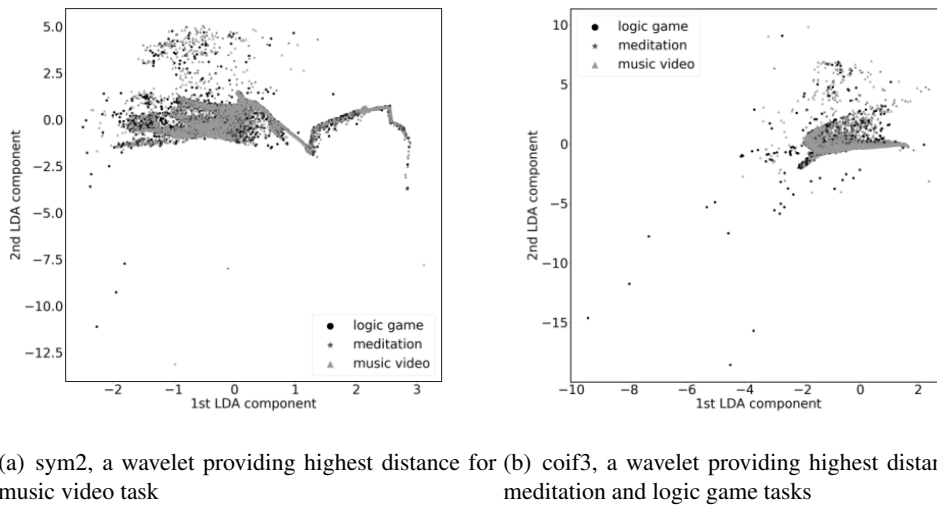 5.0
2.5
0.0
−2.5
−5.0
−7.5
−10.0
−12.5
2nd LDA component
logic game
meditation
music video
−2 −1 0 1 2 3
1st LDA component
10
5
0
−5
−10
−15
2nd LDA component
logic game
meditation
music video
−10 −8 −6 −4 −2 0 2
1st LDA component
(a) sym2, a wavelet providing highest distance for
music video task
(b) coif3, a wavelet providing highest
meditation and logic game tasks